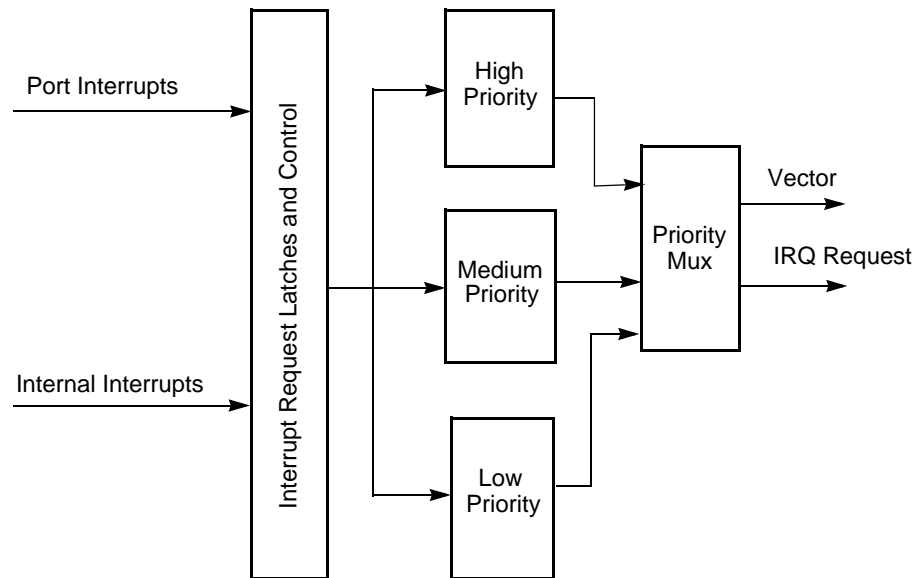 Port Interrupts
Internal Interrupts
Interrupt Request Latches and Control
High
Priority
Medium
Priority
Low
Priority
Priority
Mux
Vector
IRQ Request